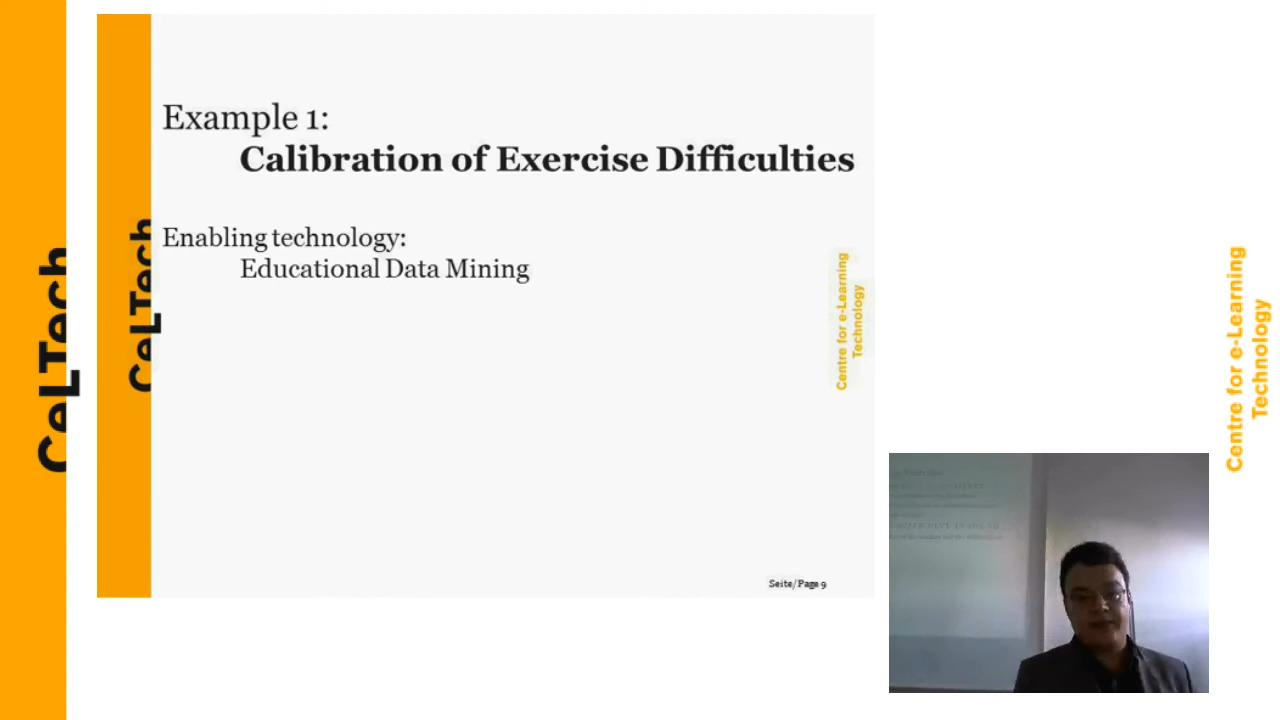 CeLTech
CeLTech
Example 1:
Calibration of Exercise Difficulties
Enabling technology:
Educational Data Mining
Centre for e-Learning
Technology
Seite/Page 9
Centre for e-Learning
Technology